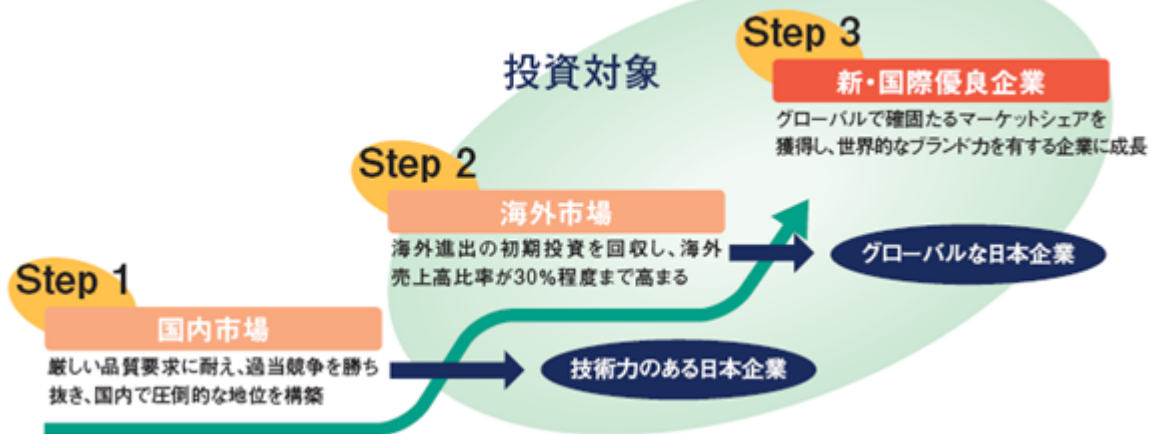 投資対象
Step 3
新・国際優良企業
グローバルで確固たるマーケットシェアを
獲得し、世界的なブランド力を有する企業に成長
Step 2
海外市場
海外進出の初期投資を回収し、海外
売上高比率が30%程度まで高まる
グローバルな日本企業
Step 1
国内市場
厳しい品質要求に耐え、過当競争を勝ち
抜き、国内で圧倒的な地位を構築
技術力のある日本企業